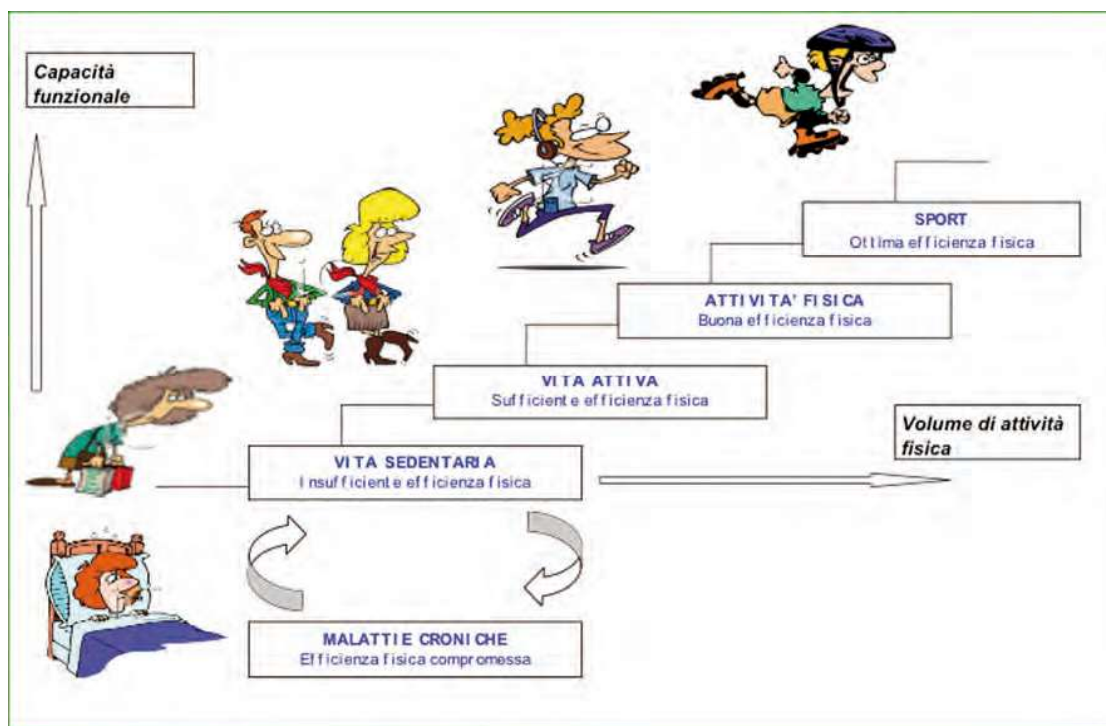 Capacità
funzionale
SPORT
Ottima efficienza fisica
ATTIVITA' FISICA
Buona efficienza fisica
VITA ATTIVA
Sufficiente efficienza fisica
Volume di attività
fisica
VITA SEDENTARIA
Insufficiente efficienza fisica
MALATTIE CRONICHE
Efficienza fisica compromessa